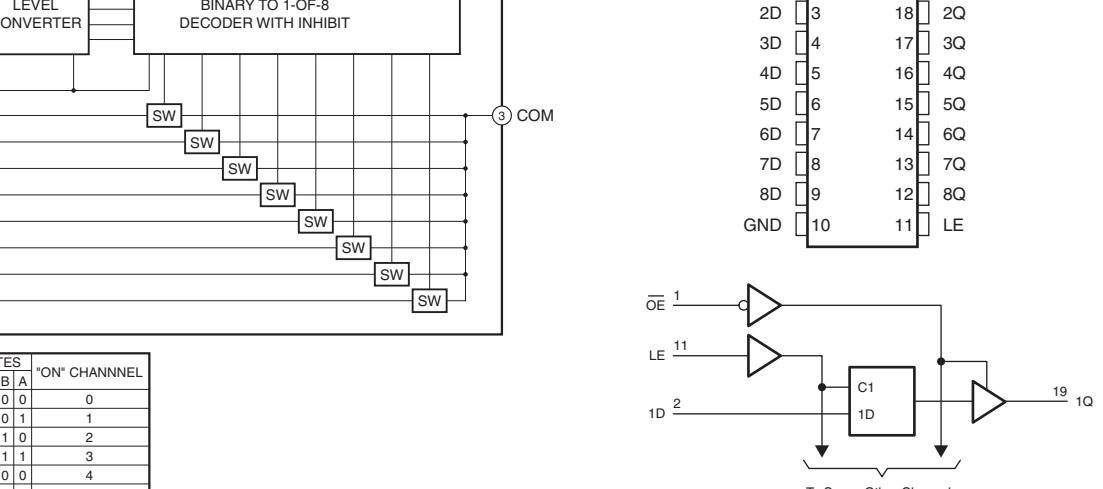 LEVEL
ONVERTER
BINARY TO 1-OF-8
DECODER WITH INHIBIT
SW
SW
SW
SW
SW
SW
SW
SW
3 COM
TES
B A "ON" CHANNNEL
0 0 0
0 1 1
1 0 2
1 1 3
0 0 4
2D 3 18 2Q
3D 4 17 3Q
4D 5 16 4Q
5D 6 15 5Q
6D 7 14 6Q
7D 8 13 7Q
8D 9 12 8Q
GND 10 11 LE
OE 1
LE 11
1D 2
C1
1D
19 1Q